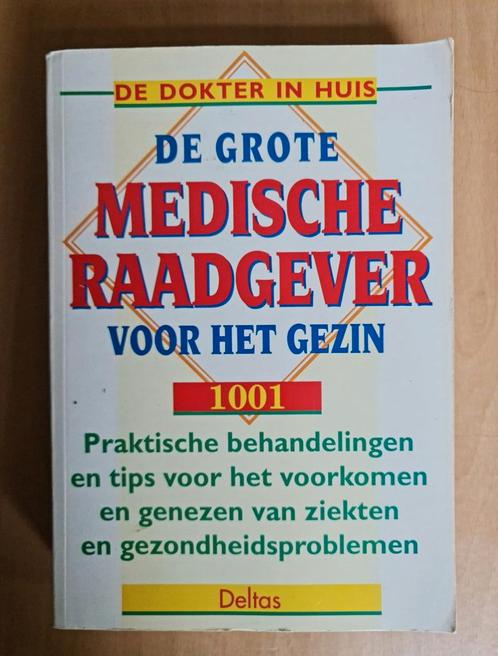 DE DOKTER IN HUIS
DE GROTE
MEDISCHE
RAADGEVER
VOOR HET GEZIN
1001
Praktische behandelingen
en tips voor het voorkomen
en genezen van ziekten
en gezondheidsproblemen
Deltas